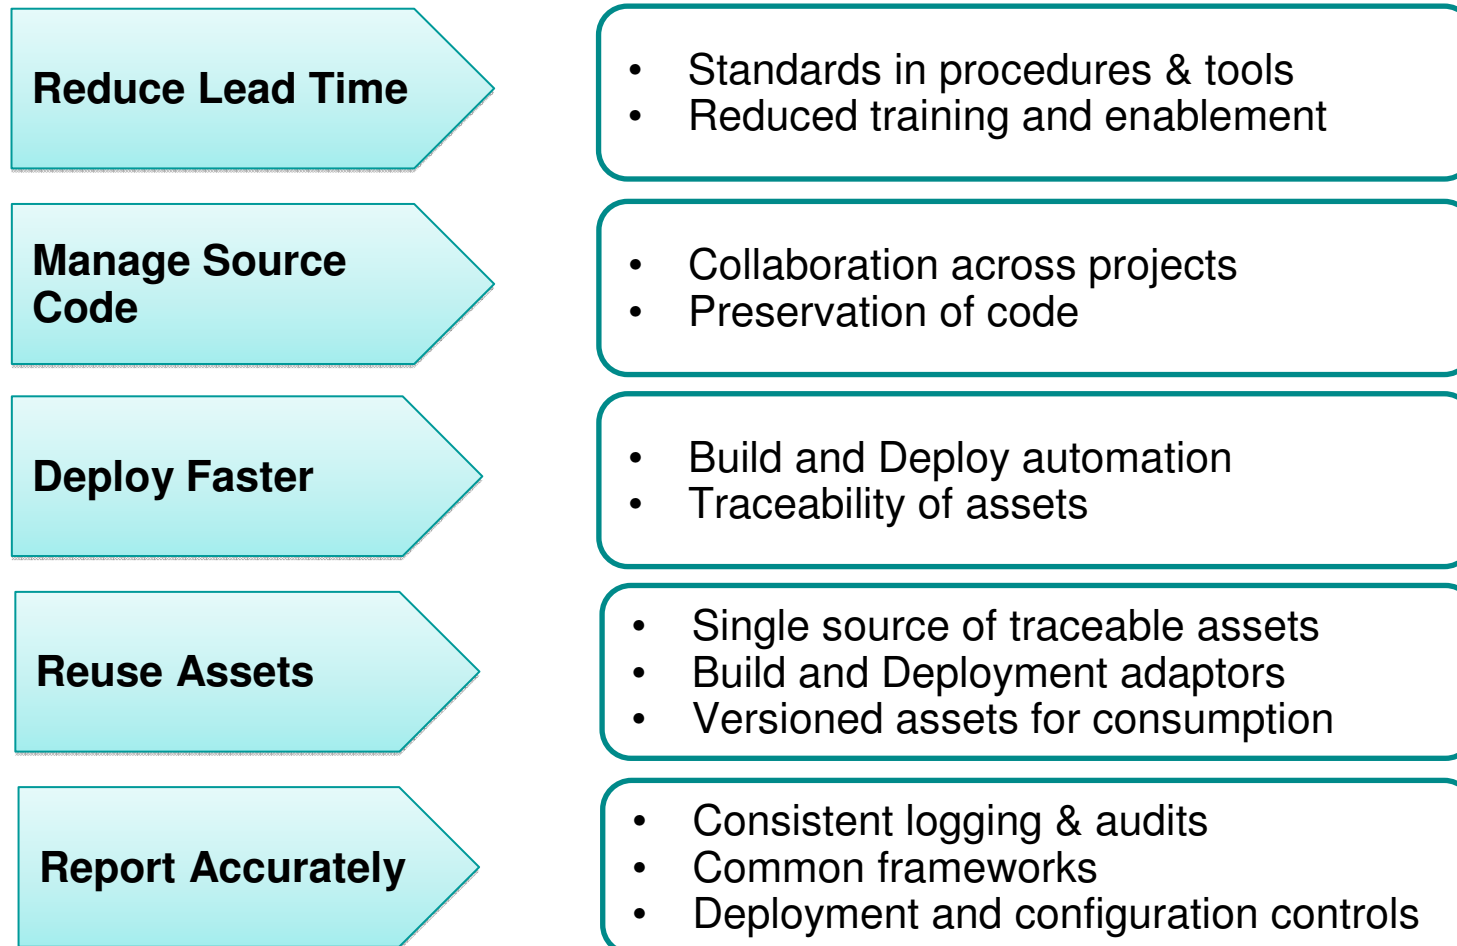 Reduce Lead Time
• Standards in procedures & tools
• Reduced training and enablement
Manage Source
Code
• Collaboration across projects
• Preservation of code
Deploy Faster
• Build and Deploy automation
• Traceability of assets
Reuse Assets
• Single source of traceable assets
• Build and Deployment adaptors
• Versioned assets for consumption
Report Accurately
• Consistent logging & audits
• Common frameworks
• Deployment and configuration controls